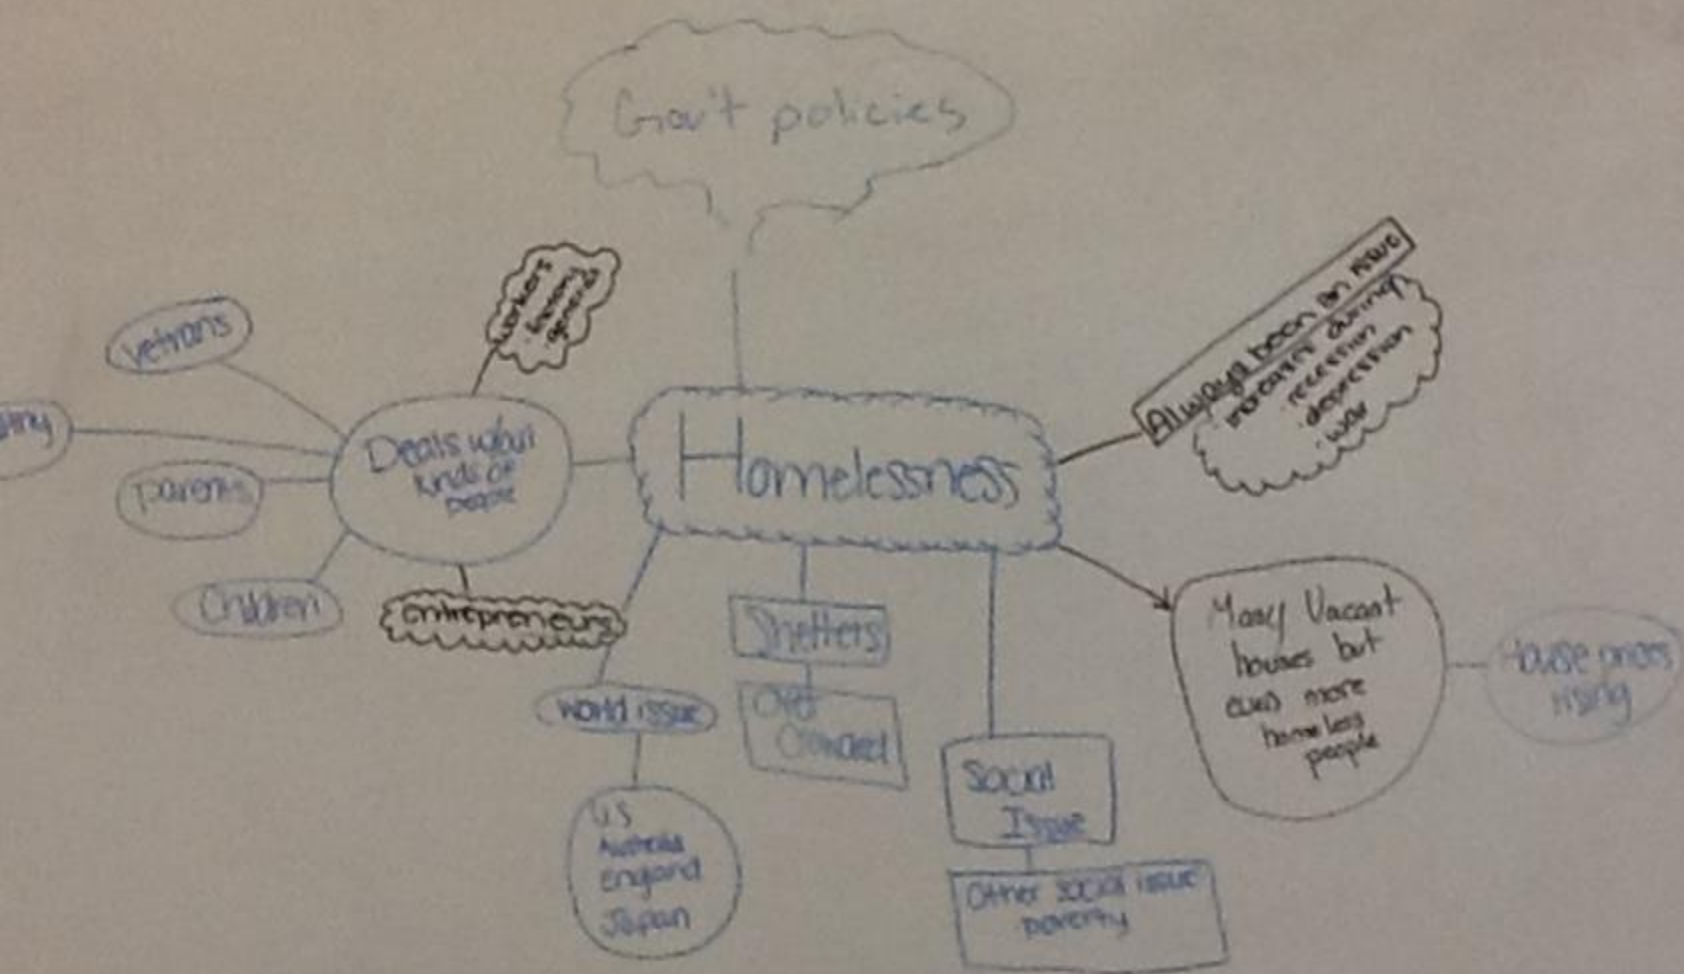 Gov't policies
workers
Always been an issue
increases during
recession
depression
war
vetrans
Deals w/all
kinds of
people
Homelessness
parents
Children
entrepreneurs
Shelters
Over
Crowded
world issue
U.S
Australia
England
Japan
Social
Issue
Other social issue
poverty
Many Vacant
houses but
even more
homeless
people
House prices
rising